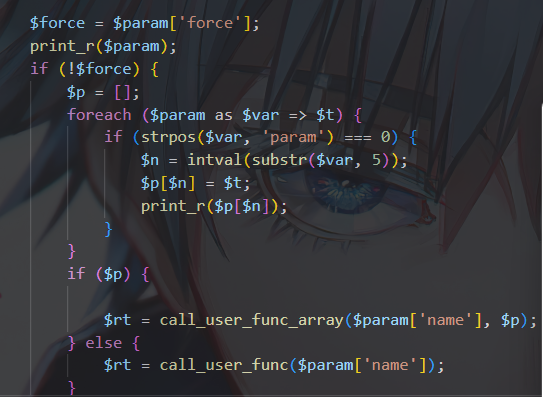 $force = $param['force'];
print_r($param);
if (!$force) {
$p = [];
foreach ($param as $var => $t) {
if (strpos($var, 'param') === 0) {
$n = intval(substr($var, 5));
$p[$n] = $t;
print_r($p[$n]);
}
}
if ($p) {
$rt = call_user_func_array($param['name'], $p);
} else {
$rt = call_user_func($param['name']);
}